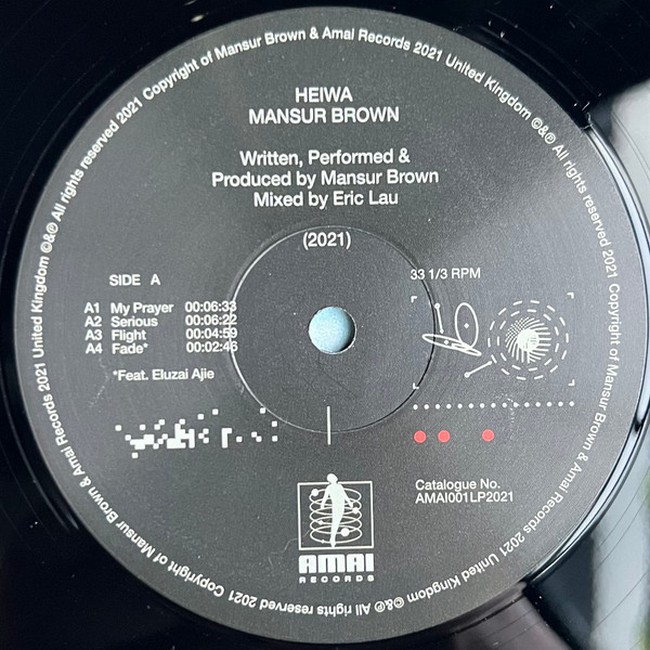 ©&℗ All rights reserved 2021 Copyright of Mansur Brown & Amai Records 2021 United Kingdom ©&℗ All rights reserved 2021 Copyright of Mansur Brown & Amai Records 2021 United Kingdom ©&℗ All rights reserved 2021 Copyright of Mansur Brown & Amai Records 2021 United Kingdom
HEIWA
MANSUR BROWN
Written, Performed &
Produced by Mansur Brown
Mixed by Eric Lau
(2021)
SIDE A
33 1/3 RPM
A1 My Prayer 00:06:33
A2 Serious 00:06:22
A3 Flight 00:04:59
A4 Fade* 00:02:46
*Feat. Eluzai Ajie
Catalogue No.
AMAI001LP2021
AMAI
RECORDS